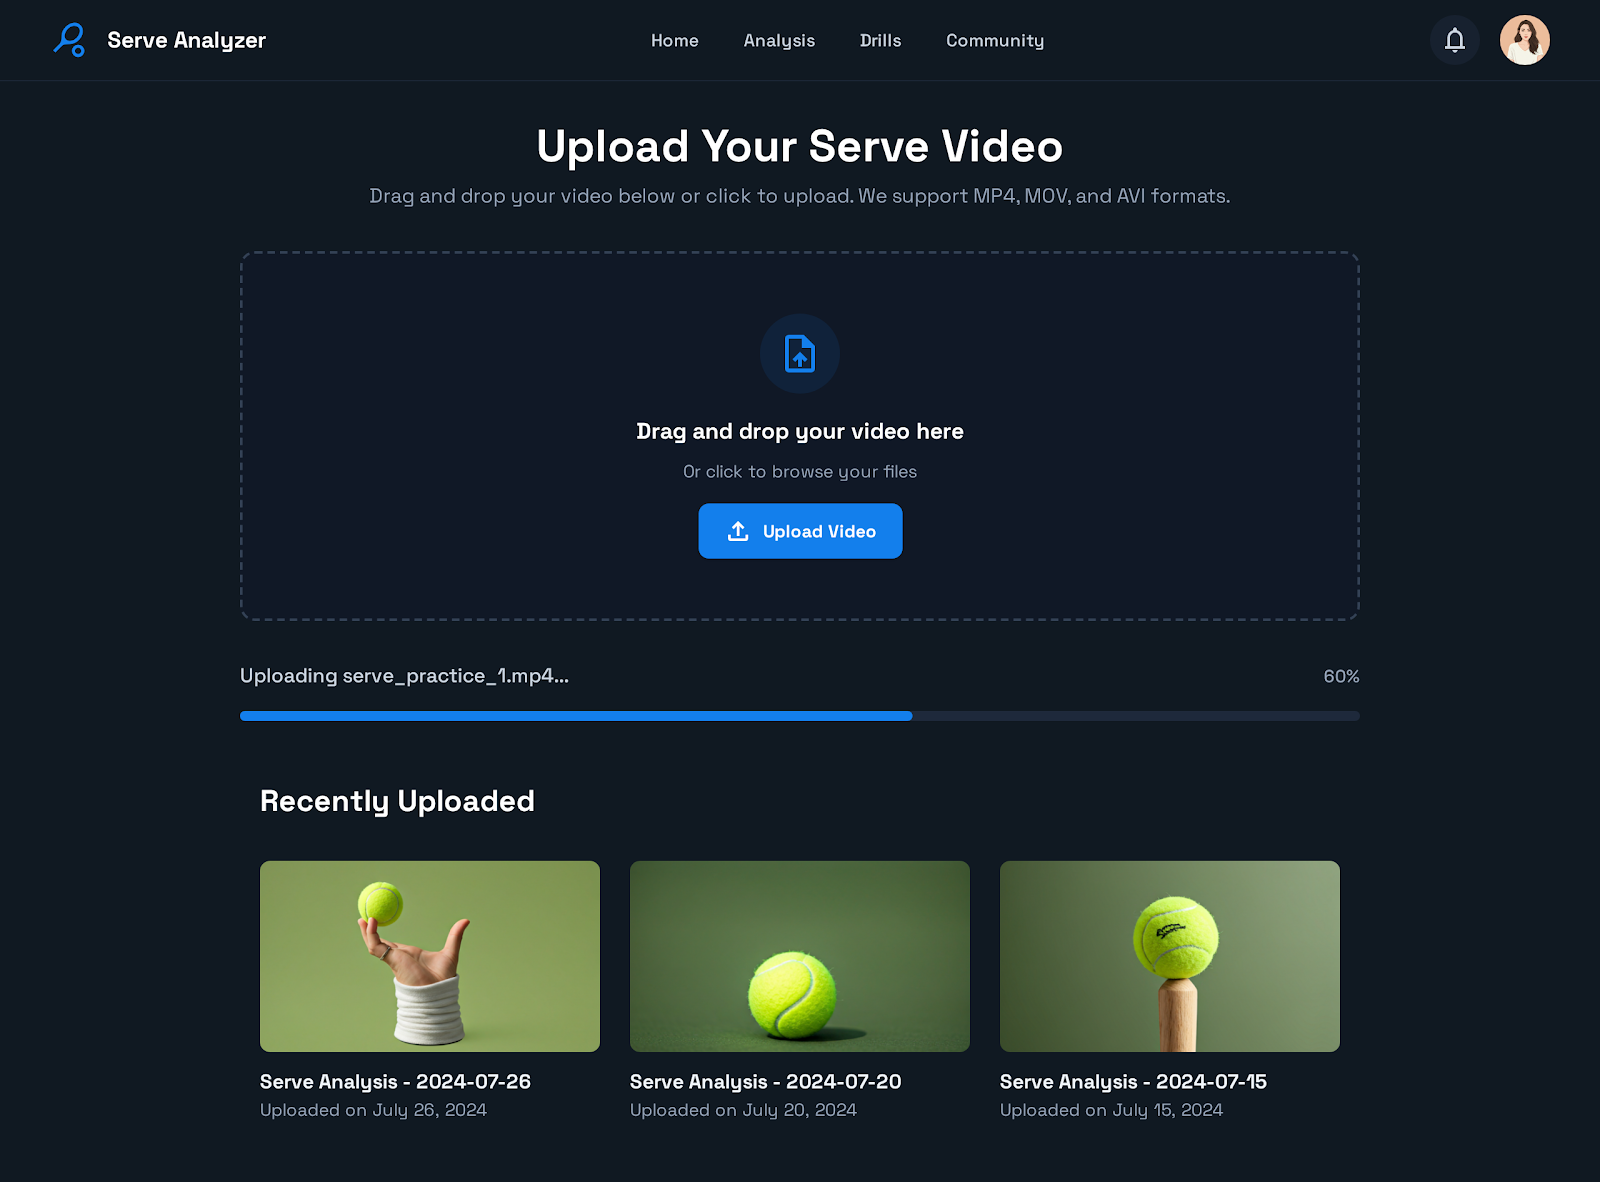 Serve Analyzer
Home
Analysis
Drills
Community
Upload Your Serve Video
Drag and drop your video below or click to upload. We support MP4, MOV, and AVI formats.
Drag and drop your video here
Or click to browse your files
Upload Video
Uploading serve_practice_1.mp4...
60%
Recently Uploaded
Serve Analysis - 2024-07-26
Uploaded on July 26, 2024
Serve Analysis - 2024-07-20
Uploaded on July 20, 2024
Serve Analysis - 2024-07-15
Uploaded on July 15, 2024